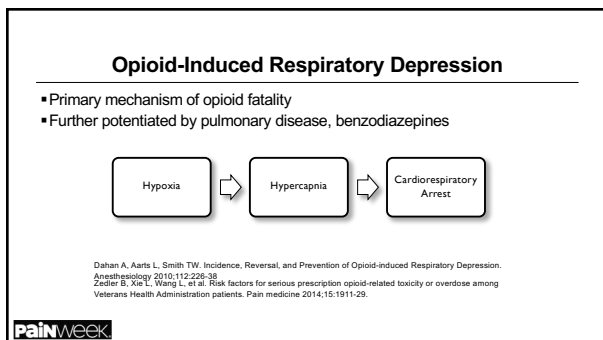 Opioid-Induced Respiratory Depression
▪Primary mechanism of opioid fatality
▪Further potentiated by pulmonary disease, benzodiazepines
Hypoxia
Hypercapnia
Cardiorespiratory
Arrest
Dahan A, Aarts L, Smith TW. Incidence, Reversal, and Prevention of Opioid-induced Respiratory Depression.
Anesthesiology 2010;112:226-38
Zedler B, Xie L, Wang L, et al. Risk factors for serious prescription opioid-related toxicity or overdose among
Veterans Health Administration patients. Pain medicine 2014;15:1911-29.
PaiNWeeK.